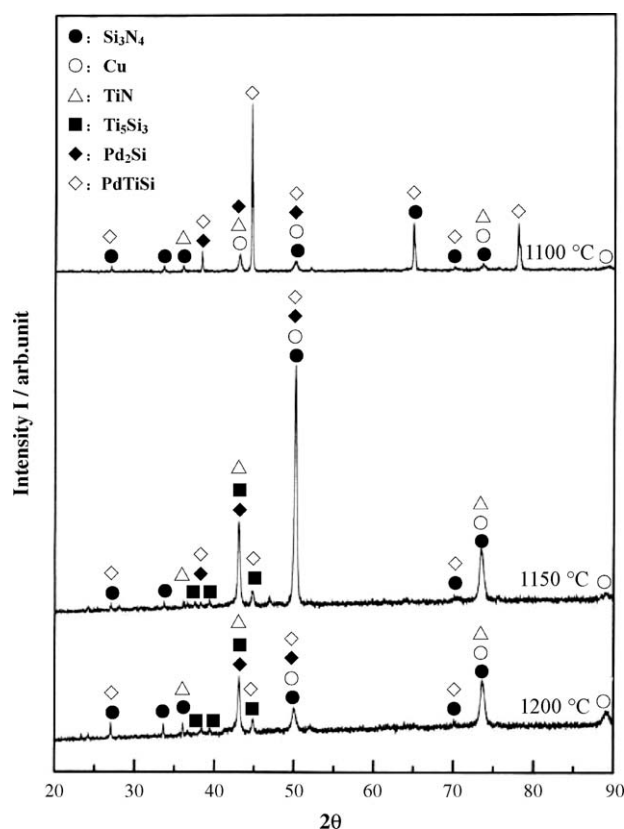 ●: Si₃N₄
○: Cu
△: TiN
■: Ti₅Si₃
◆: Pd₂Si
◇: PdTiSi
1100 °C
1150 °C
1200 °C
Intensity I / arb.unit
20 30 40 50 60 70 80 90
2θ